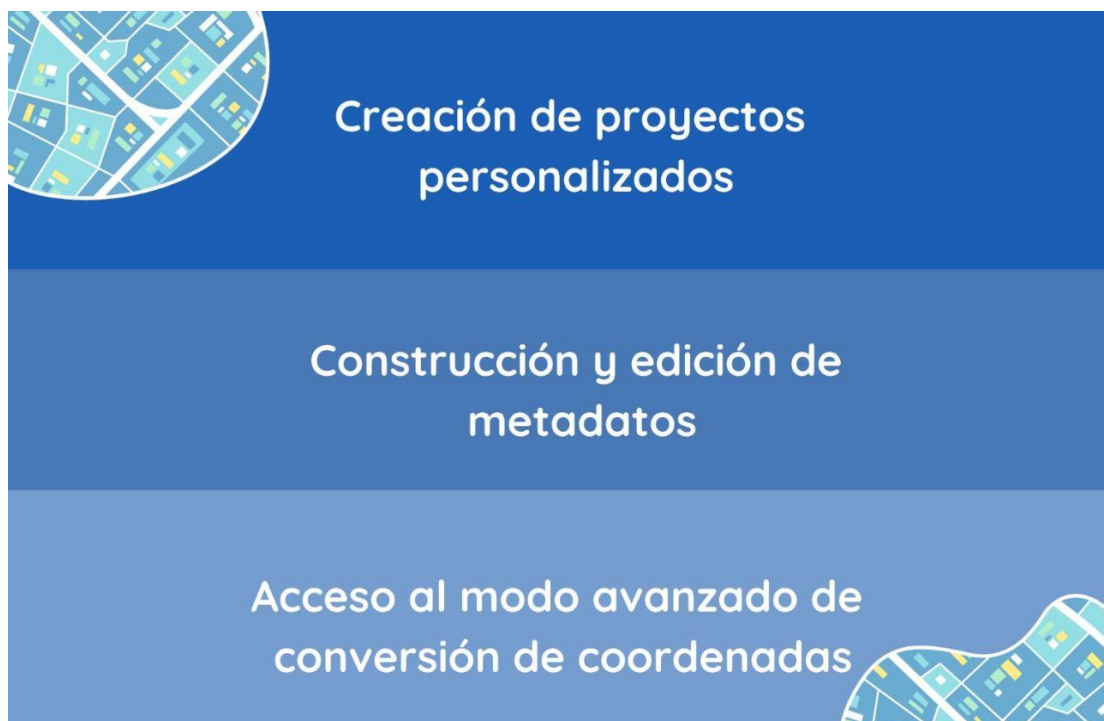 Creación de proyectos
personalizados
Construcción y edición de
metadatos
Acceso al modo avanzado de
conversión de coordenadas